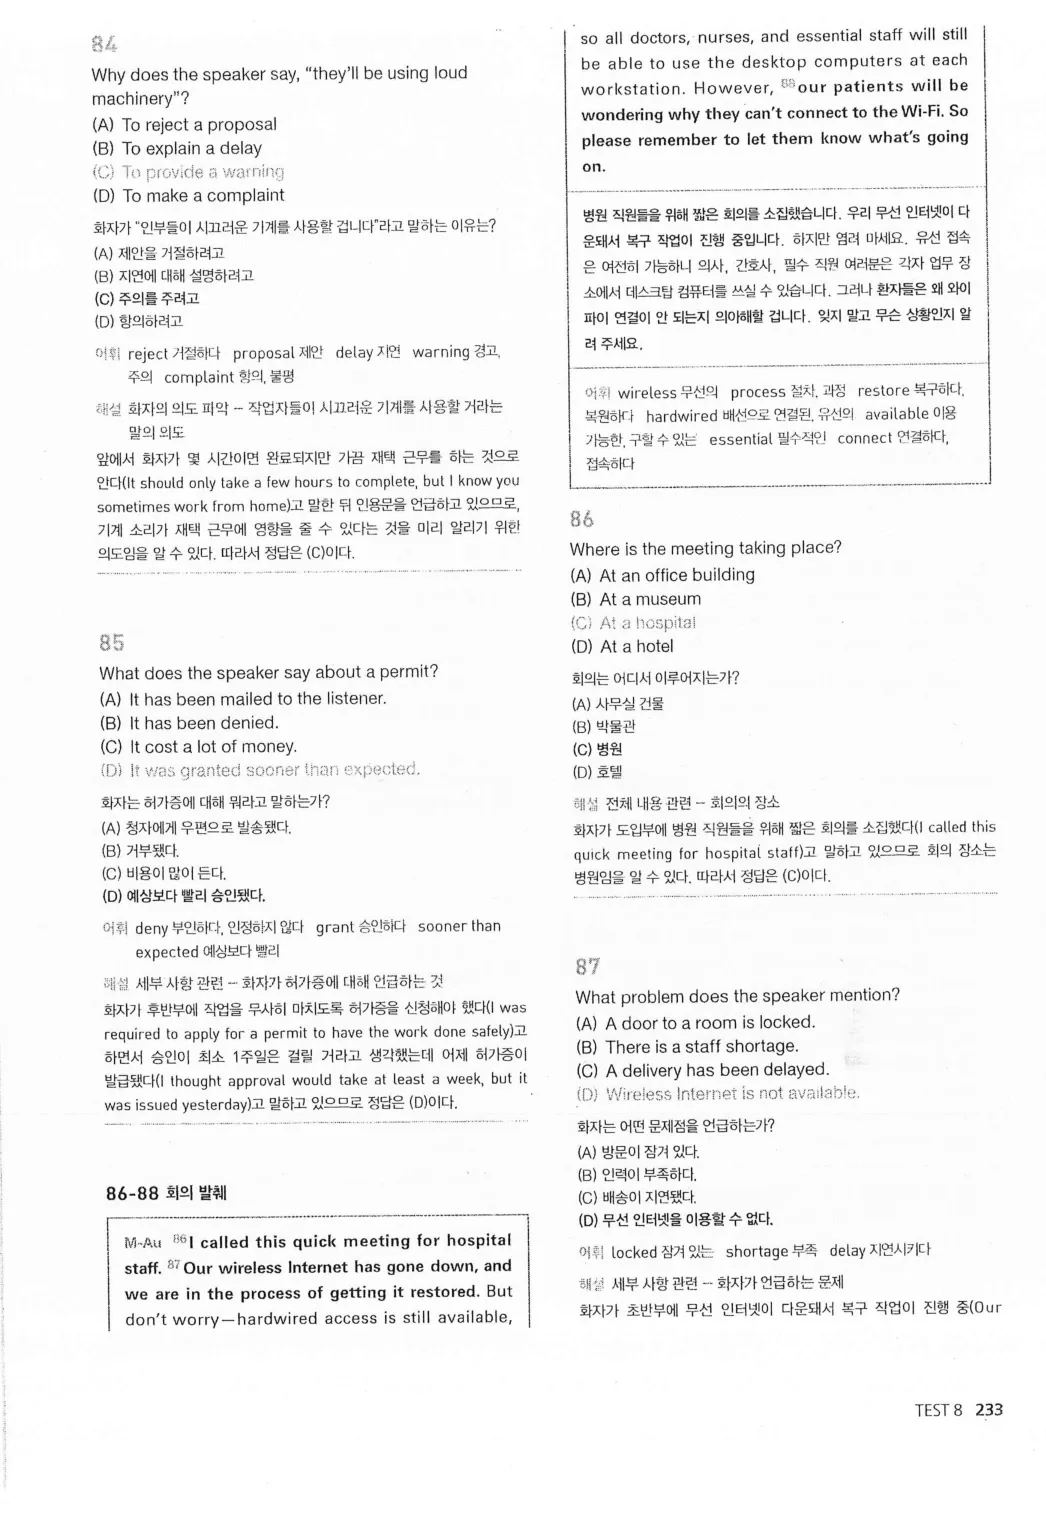 84
Why does the speaker say, “they’ll be using loud
machinery”?
(A) To reject a proposal
(B) To explain a delay
(C) To provide a warning
(D) To make a complaint
화자가 “인부들이 시끄러운 기계를 사용할 겁니다”라고 말하는 이유는?
(A) 제안을 거절하려고
(B) 지연에 대해 설명하려고
(C) 주의를 주려고
(D) 항의하려고
어휘 reject 거절하다 proposal 제안 delay 지연 warning 경고,
주의 complaint 항의, 불평
해설 화자의 의도 파악 – 작업자들이 시끄러운 기계를 사용할 거라는
말의 의도
앞에서 화자가 몇 시간이면 완료되지만 가끔 재택 근무를 하는 것으로
안다(It should only take a few hours to complete, but I know you
sometimes work from home)고 말한 뒤 인용문을 언급하고 있으므로,
기계 소리가 재택 근무에 영향을 줄 수 있다는 것을 미리 알리기 위한
의도임을 알 수 있다. 따라서 정답은 (C)이다.
85
What does the speaker say about a permit?
(A) It has been mailed to the listener.
(B) It has been denied.
(C) It cost a lot of money.
(D) It was granted sooner than expected.
화자는 허가증에 대해 뭐라고 말하는가?
(A) 청자에게 우편으로 발송됐다.
(B) 거부됐다.
(C) 비용이 많이 든다.
(D) 예상보다 빨리 승인됐다.
어휘 deny 부인하다, 인정하지 않다 grant 승인하다 sooner than
expected 예상보다 빨리
해설 세부 사항 관련 – 화자가 허가증에 대해 언급하는 것
화자가 후반부에 작업을 무사히 마치도록 허가증을 신청해야 했다(I was
required to apply for a permit to have the work done safely)고
하면서 승인이 최소 1주일은 걸릴 거라고 생각했는데 어제 허가증이
발급됐다(I thought approval would take at least a week, but it
was issued yesterday)고 말하고 있으므로 정답은 (D)이다.
86-88 회의 발췌
M-Au 86 I called this quick meeting for hospital
staff. 87 Our wireless Internet has gone down, and
we are in the process of getting it restored. But
don’t worry—hardwired access is still available,
so all doctors, nurses, and essential staff will still
be able to use the desktop computers at each
workstation. However, 88 our patients will be
wondering why they can’t connect to the Wi-Fi. So
please remember to let them know what’s going
on.
병원 직원들을 위해 짧은 회의를 소집했습니다. 우리 무선 인터넷이 다
운돼서 복구 작업이 진행 중입니다. 하지만 염려 마세요. 유선 접속
은 여전히 가능하니 의사, 간호사, 필수 직원 여러분은 각자 업무 장
소에서 데스크탑 컴퓨터를 쓰실 수 있습니다. 그러나 환자들은 왜 와이
파이 연결이 안 되는지 의아해할 겁니다. 잊지 말고 무슨 상황인지 알
려 주세요.
어휘 wireless 무선의 process 절차, 과정 restore 복구하다,
복원하다 hardwired 배선으로 연결된, 유선의 available 이용
가능한, 구할 수 있는 essential 필수적인 connect 연결하다,
접속하다
86
Where is the meeting taking place?
(A) At an office building
(B) At a museum
(C) At a hospital
(D) At a hotel
회의는 어디서 이루어지는가?
(A) 사무실 건물
(B) 박물관
(C) 병원
(D) 호텔
해설 전체 내용 관련 – 회의의 장소
화자가 도입부에 병원 직원들을 위해 짧은 회의를 소집했다(I called this
quick meeting for hospital staff)고 말하고 있으므로 회의 장소는
병원임을 알 수 있다. 따라서 정답은 (C)이다.
87
What problem does the speaker mention?
(A) A door to a room is locked.
(B) There is a staff shortage.
(C) A delivery has been delayed.
(D) Wireless Internet is not available.
화자는 어떤 문제점을 언급하는가?
(A) 방문이 잠겨 있다.
(B) 인력이 부족하다.
(C) 배송이 지연됐다.
(D) 무선 인터넷을 이용할 수 없다.
어휘 locked 잠겨 있는 shortage 부족 delay 지연시키다
해설 세부 사항 관련 – 화자가 언급하는 문제
화자가 초반부에 무선 인터넷이 다운돼서 복구 작업이 진행 중(Our
TEST 8 233